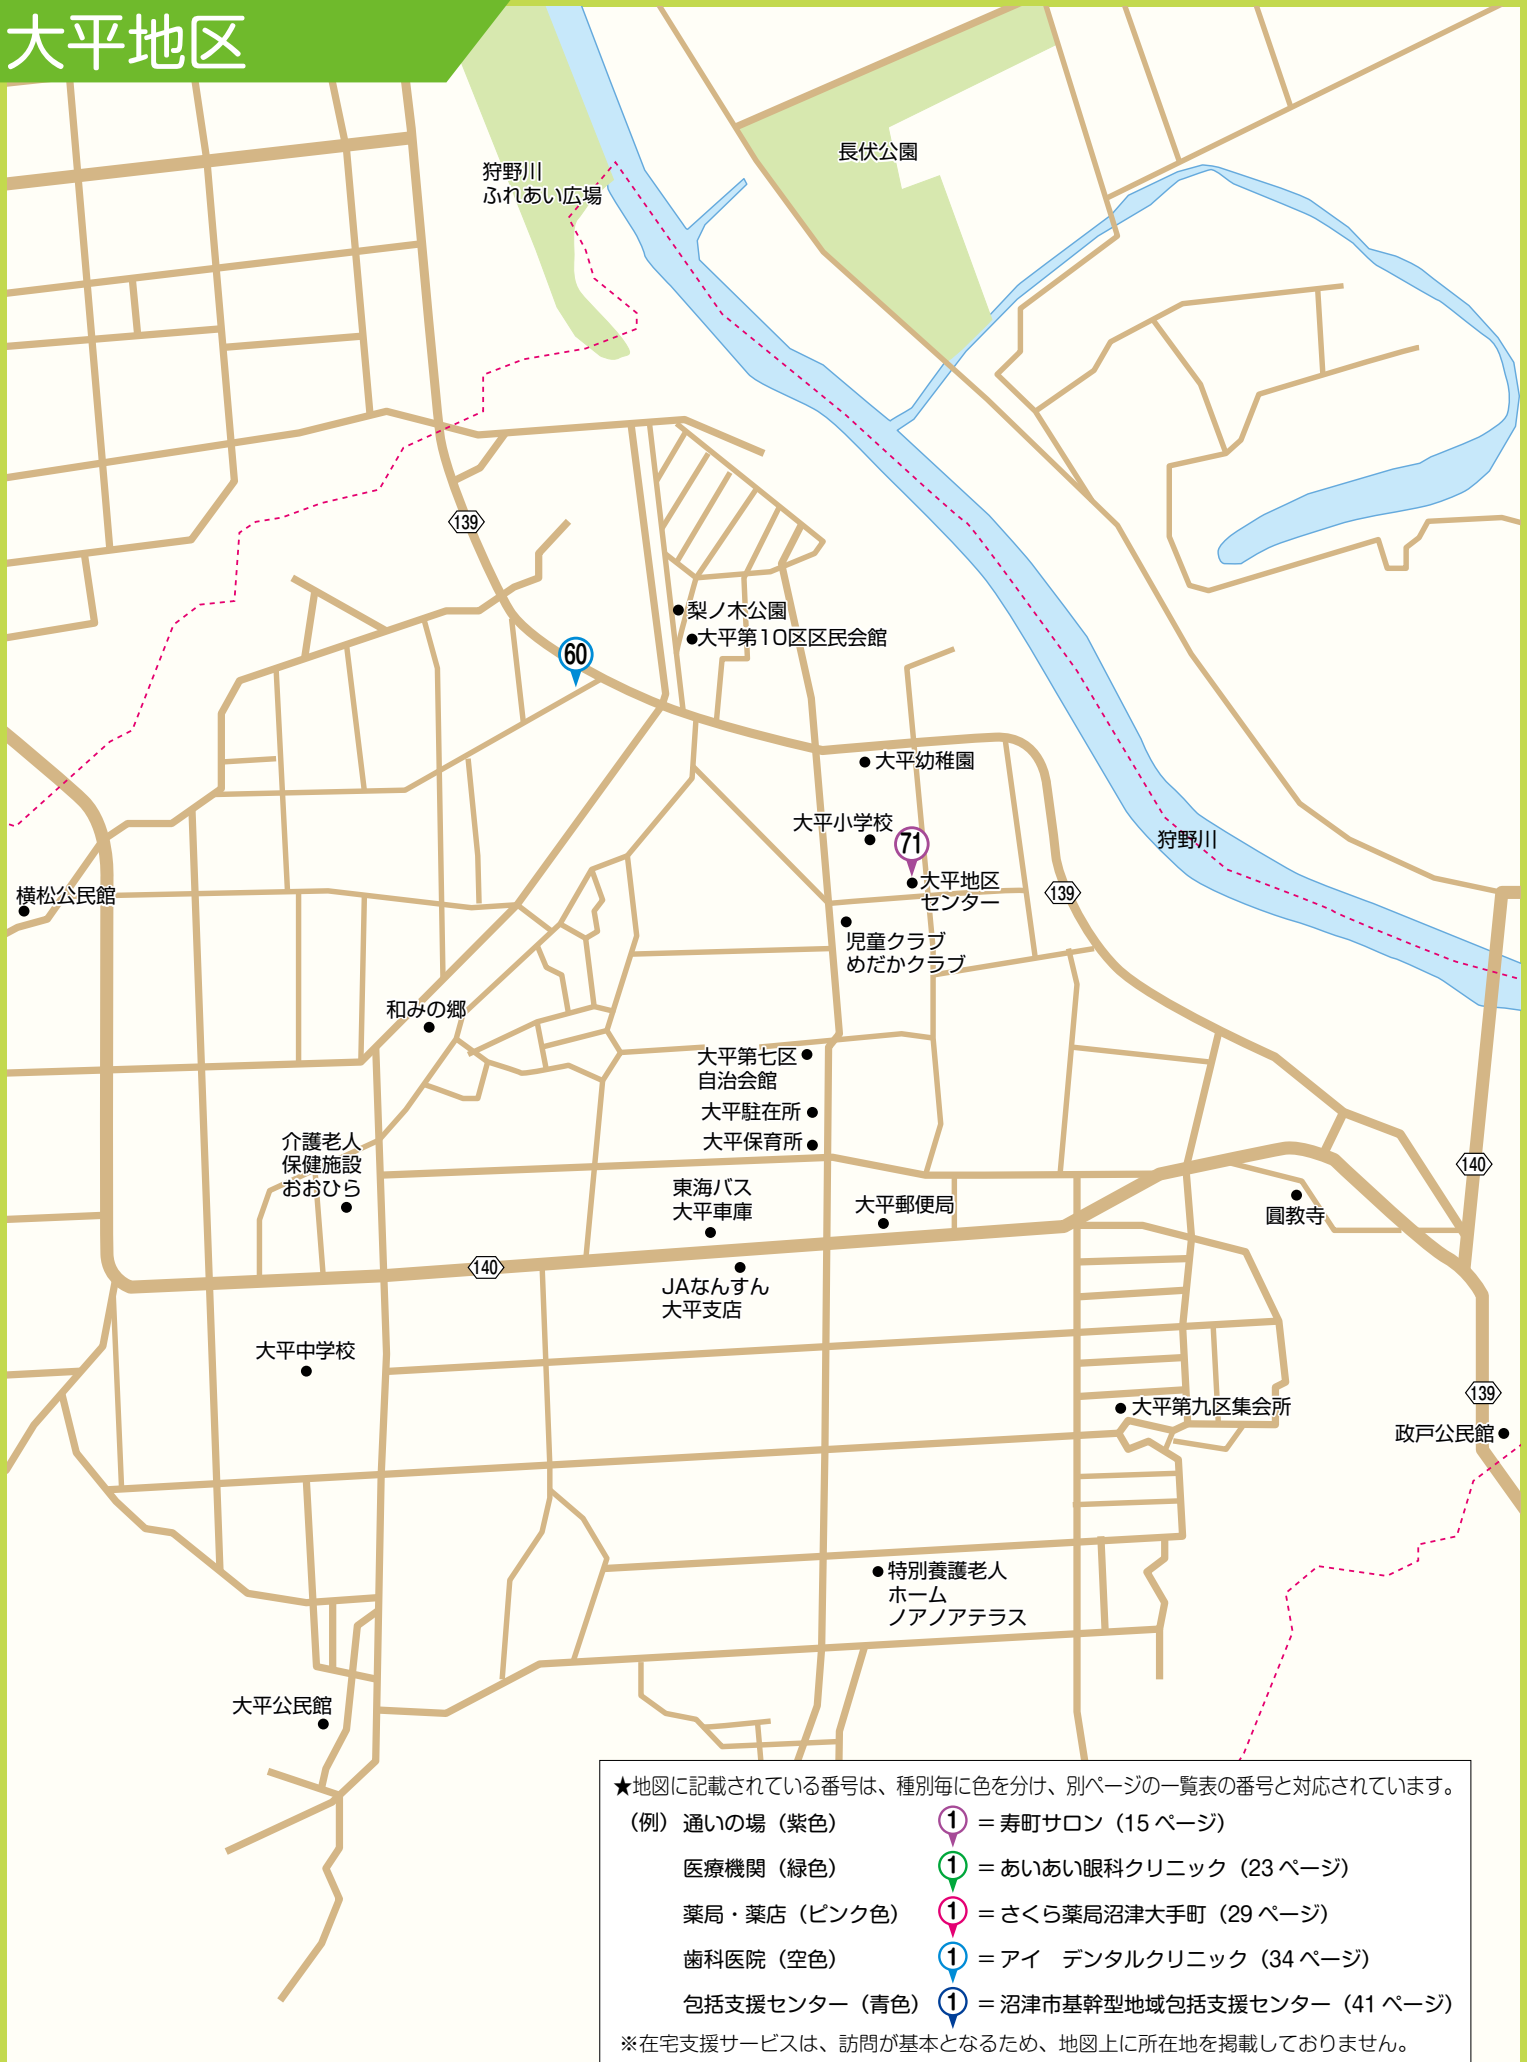 大平地区
長伏公園
狩野川
ふれあい広場
139
梨ノ木公園
大平第10区区民会館
60
大平幼稚園
大平小学校
71
狩野川
大平地区
センター
139
横松公民館
児童クラブ
めだかクラブ
和みの郷
大平第七区
自治会館
大平駐在所
大平保育所
介護老人
保健施設
おおひら
140
東海バス
大平車庫
大平郵便局
圓教寺
140
JAなんすん
大平支店
大平中学校
139
大平第九区集会所
政戸公民館
特別養護老人
ホーム
ノアノアテラス
大平公民館
★地図に記載されている番号は、種別毎に色を分け、別ページの一覧表の番号と対応されています。
（例）通いの場（紫色） 1 ＝寿町サロン（15 ページ）
医療機関（緑色） 1 ＝あいあい眼科クリニック（23 ページ）
薬局・薬店（ピンク色） 1 ＝さくら薬局沼津大手町（29 ページ）
歯科医院（空色） 1 ＝アイ　デンタルクリニック（34 ページ）
包括支援センター（青色） 1 ＝沼津市基幹型地域包括支援センター（41 ページ）
※在宅支援サービスは、訪問が基本となるため、地図上に所在地を掲載しておりません。